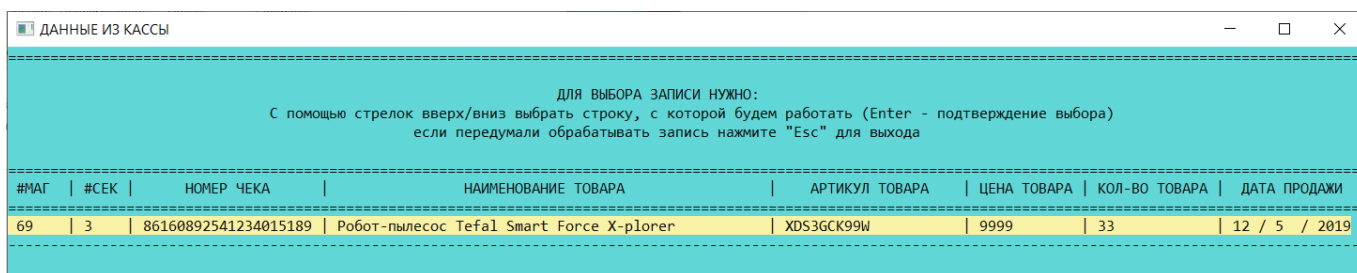 ДАННЫЕ ИЗ КАССЫ
ДЛЯ ВЫБОРА ЗАПИСИ НУЖНО:
С помощью стрелок вверх/вниз выбрать строку, с которой будем работать (Enter - подтверждение выбора)
если передумали обрабатывать запись нажмите "Esc" для выхода
#МАГ | #СЕК | НОМЕР ЧЕКА | НАИМЕНОВАНИЕ ТОВАРА | АРТИКУЛ ТОВАРА | ЦЕНА ТОВАРА | КОЛ-ВО ТОВАРА | ДАТА ПРОДАЖИ
69 | 3 | 86160892541234015189 | Робот-пылесос Tefal Smart Force X-plorer | XDS3GCK99W | 9999 | 33 | 12 / 5 / 2019